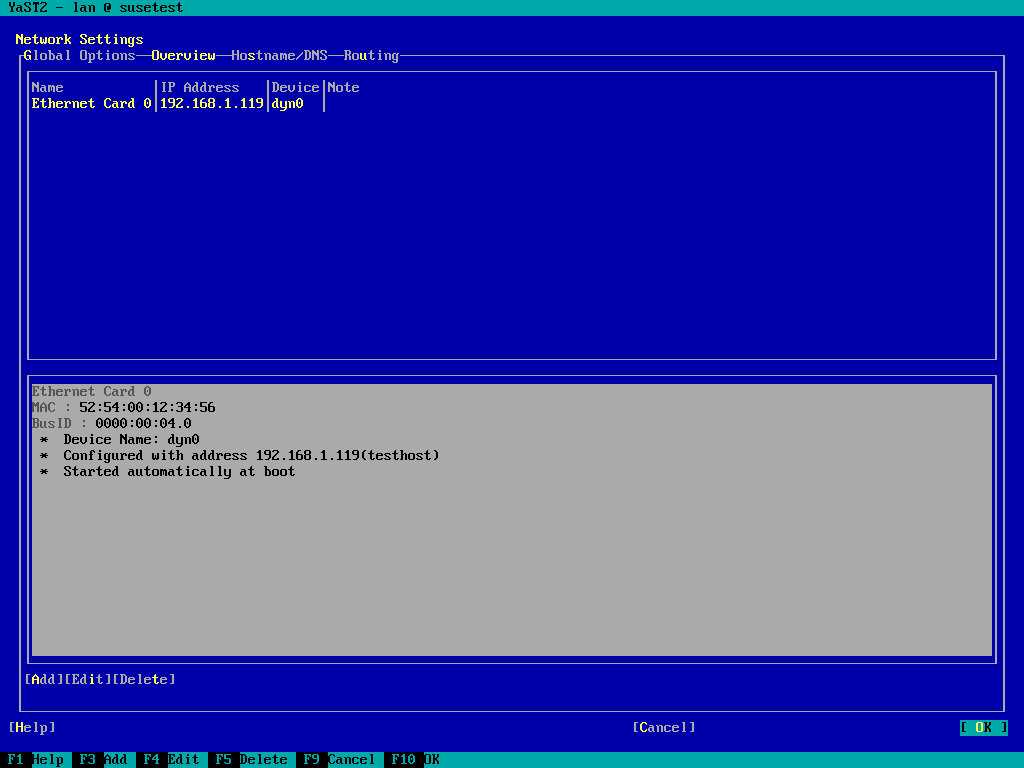 YaST2 - lan @ susetest
Network Settings
Global Options Overview Hostname/DNS Routing
Name IP Address Device Note
Ethernet Card 0 192.168.1.119 dyn0
Ethernet Card 0
MAC : 52:54:00:12:34:56
BusID : 0000:00:04.0
* Device Name: dyn0
* Configured with address 192.168.1.119(testhost)
* Started automatically at boot
[Add][Edit][Delete]
[Help] [Cancel] [ OK ]
F1 Help F3 Add F4 Edit F5 Delete F9 Cancel F10 OK